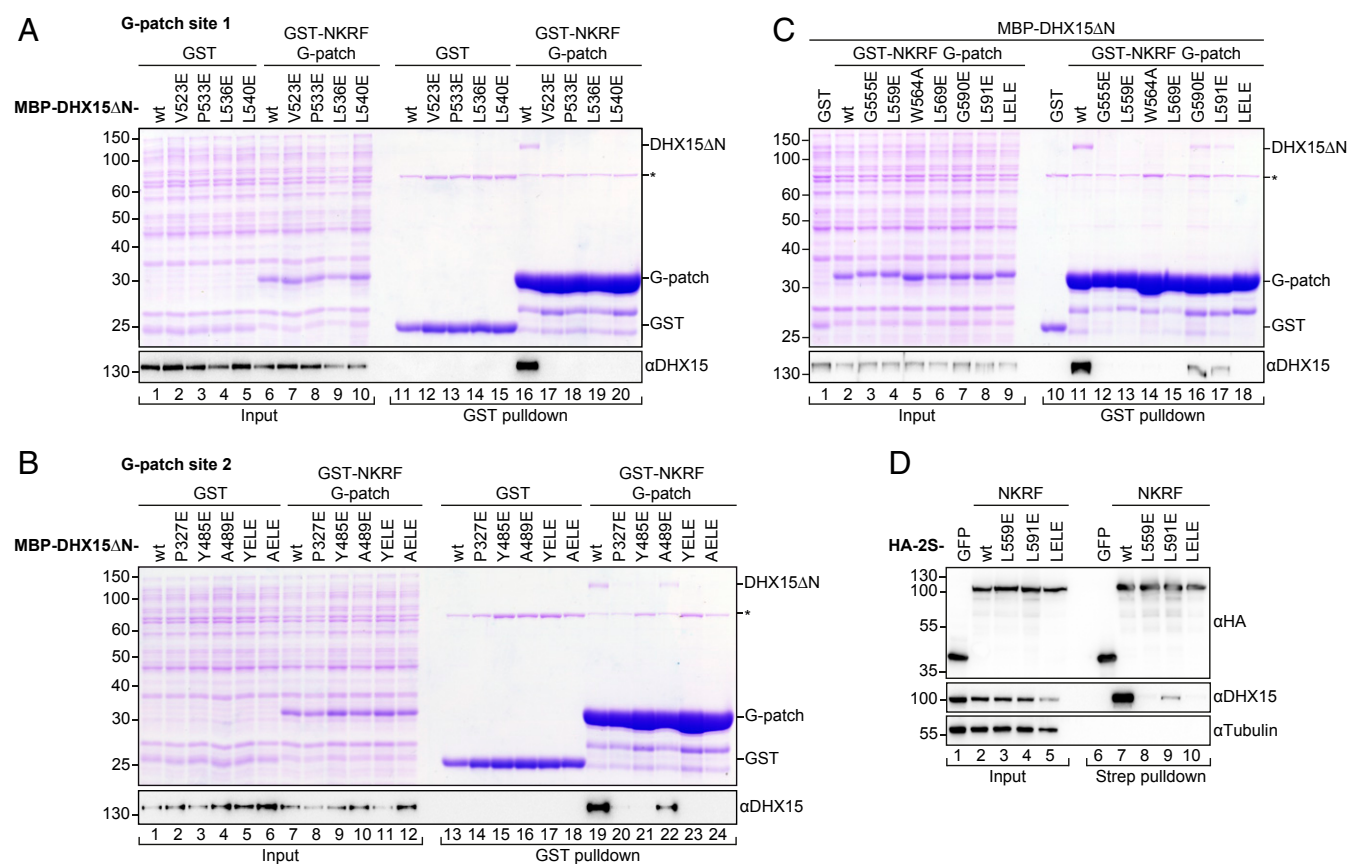 A
G-patch site 1
GST
GST-NKRF
G-patch
GST
GST-NKRF
G-patch
MBP-DHX15ΔN-
wt V523E P533E L536E L540E wt V523E P533E L536E L540E wt V523E P533E L536E L540E wt V523E P533E L536E L540E
150
100
60
50
40
30
25
DHX15ΔN
*
G-patch
GST
130
αDHX15
1 2 3 4 5 6 7 8 9 10 11 12 13 14 15 16 17 18 19 20
Input GST pulldown
B
G-patch site 2
GST
GST-NKRF
G-patch
GST
GST-NKRF
G-patch
MBP-DHX15ΔN-
wt P327E Y485E A489E YELE AELE wt P327E Y485E A489E YELE AELE wt P327E Y485E A489E YELE AELE wt P327E Y485E A489E YELE AELE
150
100
60
50
40
30
25
DHX15ΔN
*
G-patch
GST
130
αDHX15
1 2 3 4 5 6 7 8 9 10 11 12 13 14 15 16 17 18 19 20 21 22 23 24
Input GST pulldown
C
MBP-DHX15ΔN
GST-NKRF G-patch GST-NKRF G-patch
GST wt G555E L559E W564A L569E G590E L591E LELE GST wt G555E L559E W564A L569E G590E L591E LELE
150
100
60
50
40
30
25
DHX15ΔN
*
G-patch
GST
130
αDHX15
1 2 3 4 5 6 7 8 9 10 11 12 13 14 15 16 17 18
Input GST pulldown
D
NKRF NKRF
HA-2S-
GFP wt L559E L591E LELE GFP wt L559E L591E LELE
130
100
55
35
αHA
100
αDHX15
55
αTubulin
1 2 3 4 5 6 7 8 9 10
Input Strep pulldown